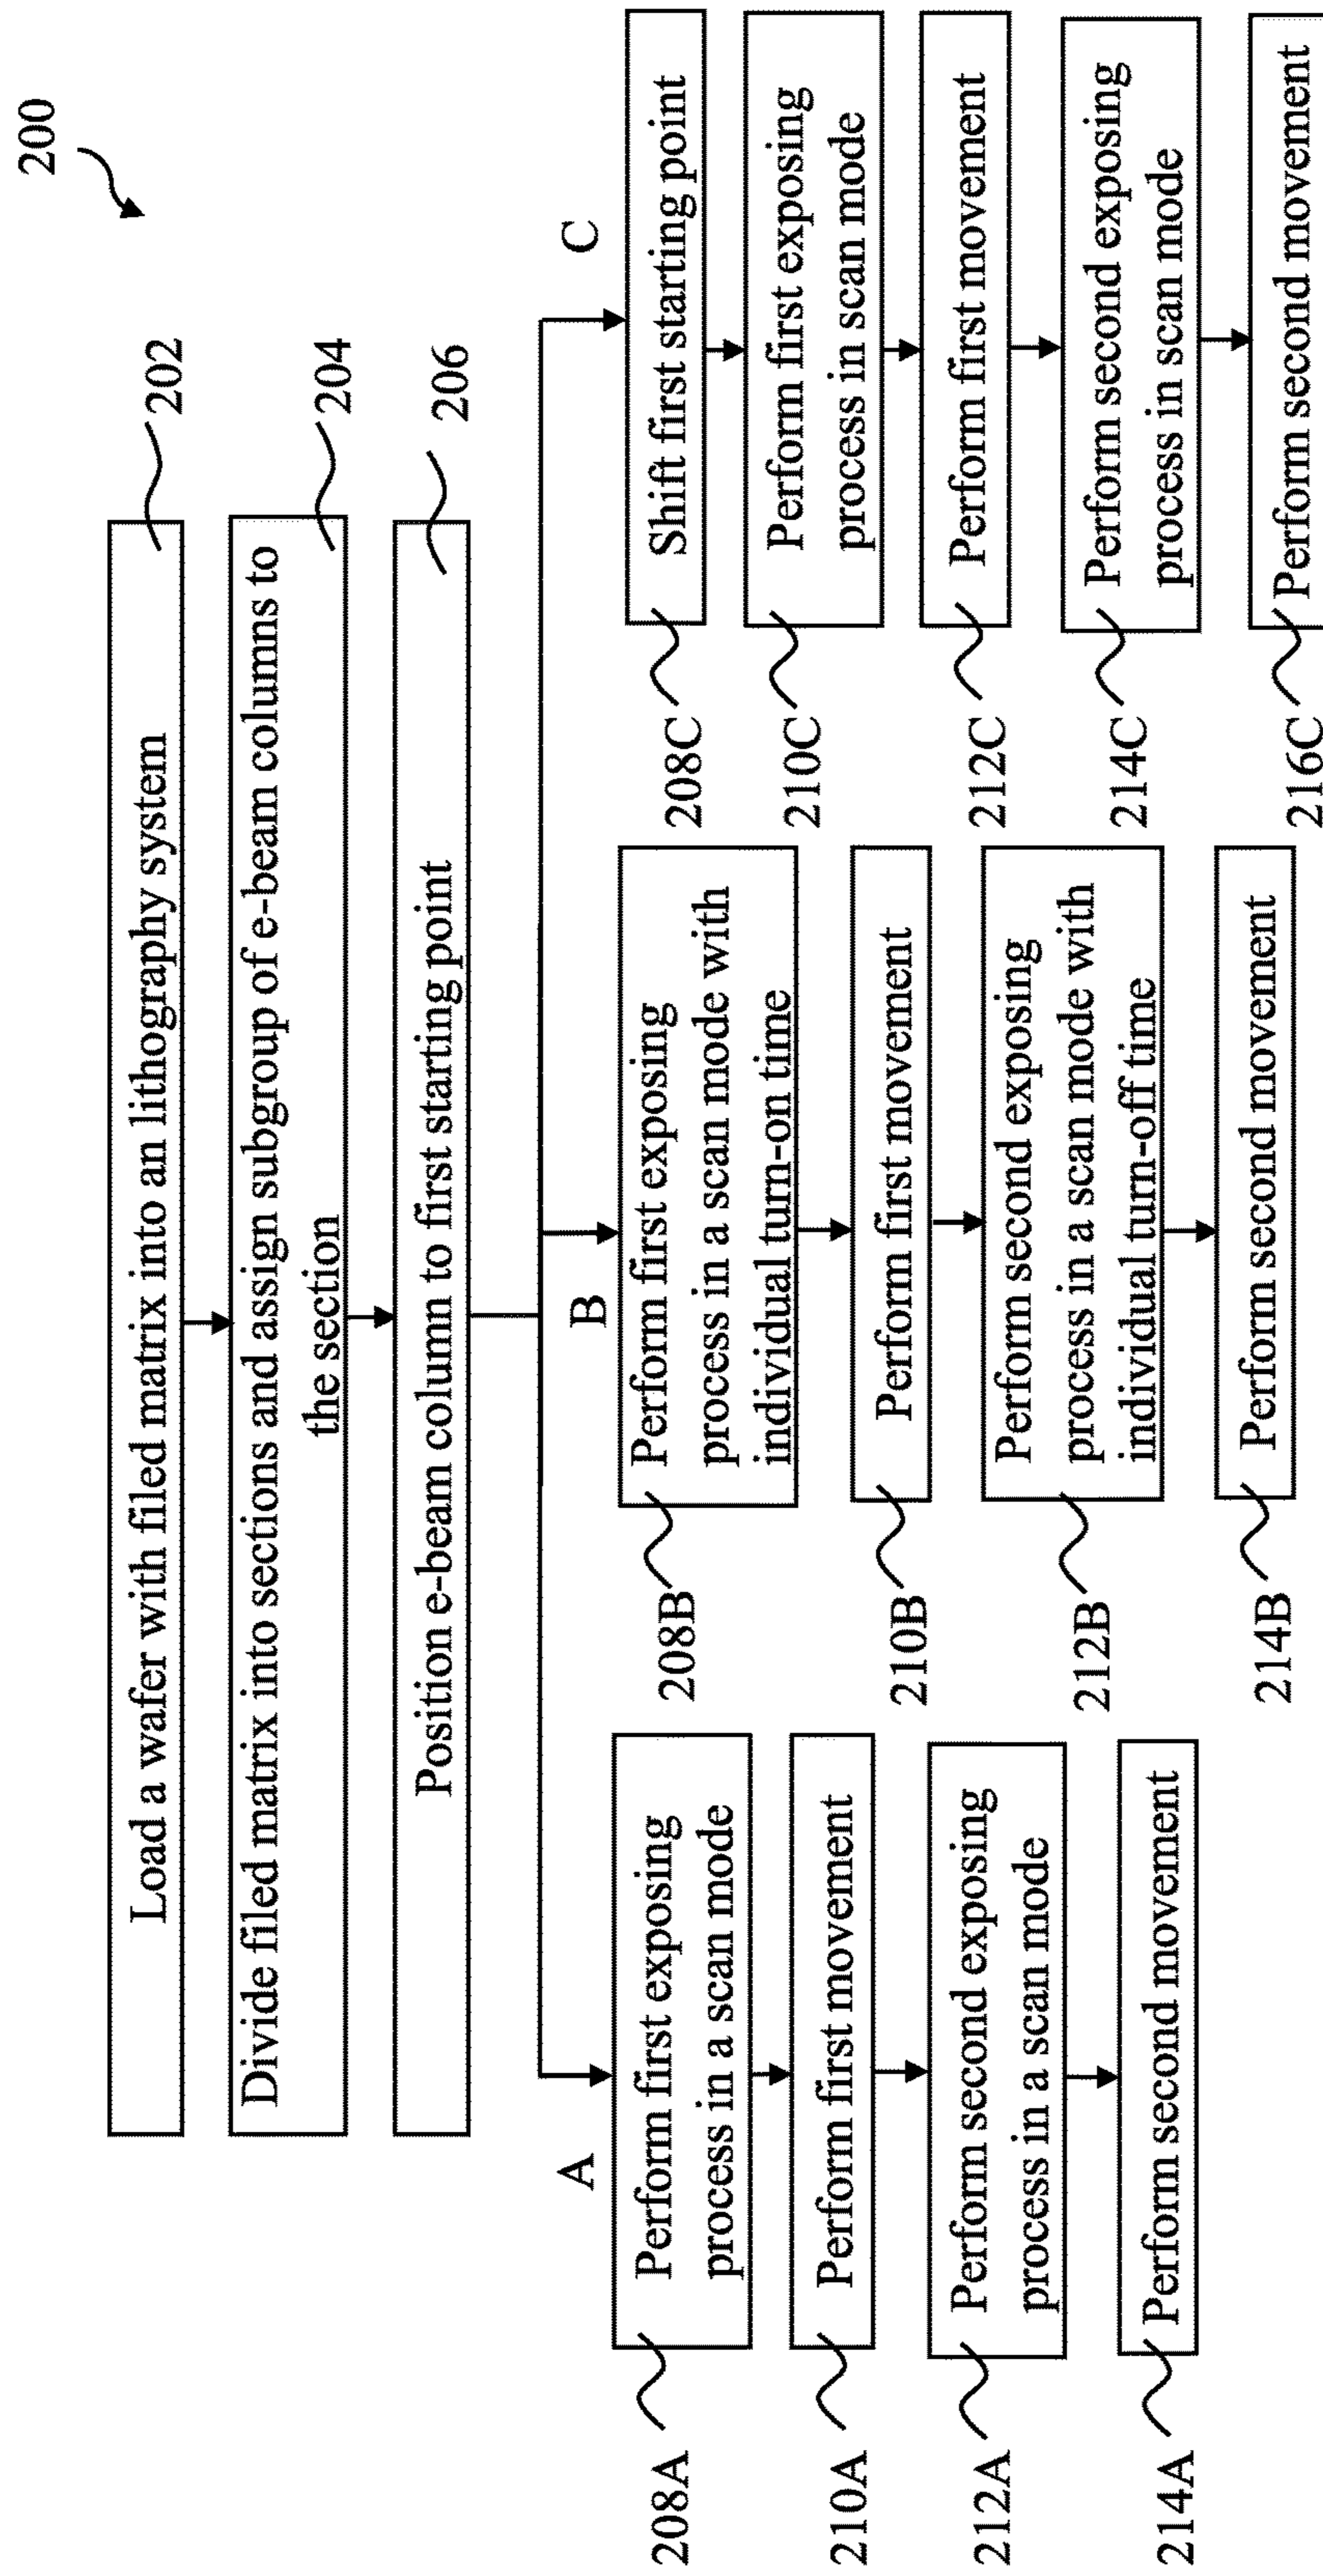 200
Load a wafer with filed matrix into an lithography system
202
Divide filed matrix into sections and assign subgroup of e-beam columns to
the section
204
Position e-beam column to first starting point
206
A
208A
Perform first exposing
process in a scan mode
210A
Perform first movement
212A
Perform second exposing
process in a scan mode
214A
Perform second movement
B
208B
Perform first exposing
process in a scan mode with
individual turn-on time
210B
Perform first movement
212B
Perform second exposing
process in a scan mode with
individual turn-off time
214B
Perform second movement
C
208C
Shift first starting point
210C
Perform first exposing
process in scan mode
212C
Perform first movement
214C
Perform second exposing
process in scan mode
216C
Perform second movement